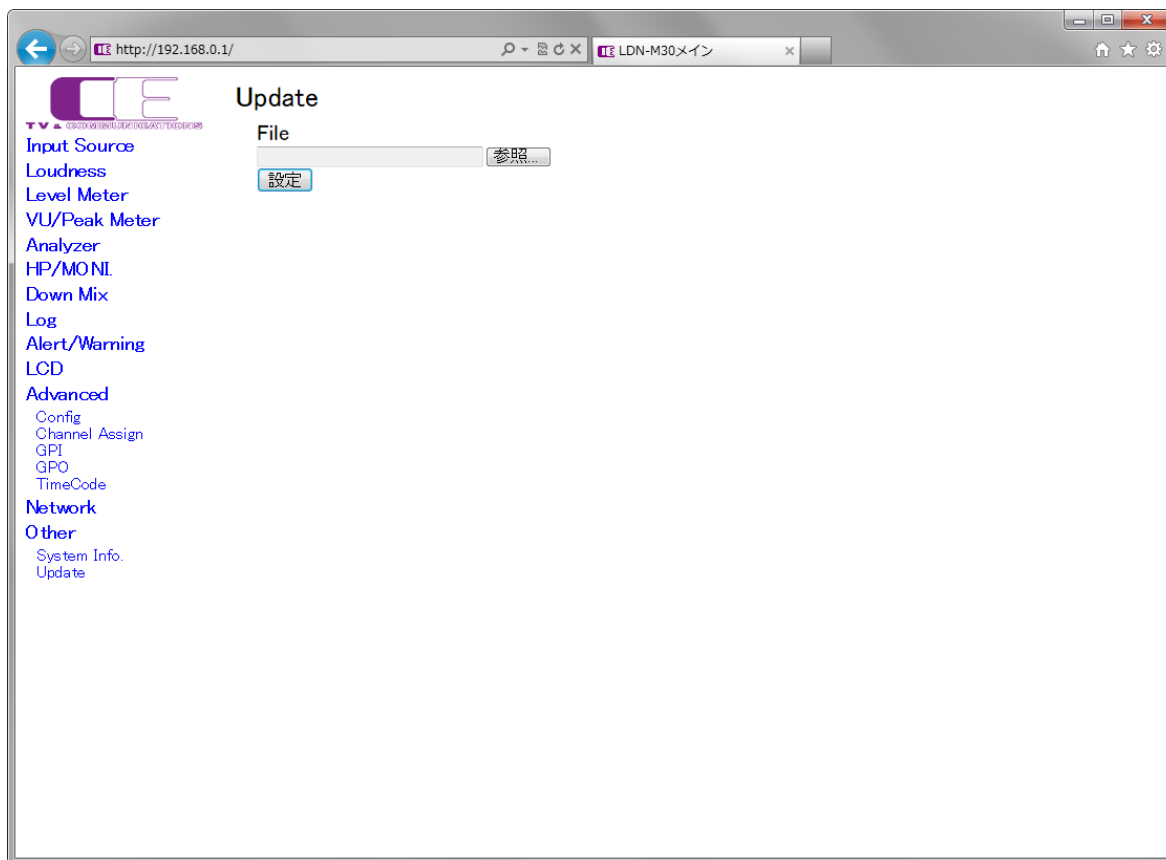 http://192.168.0.1/
LDN-M30メイン
TV & COMMUNICATIONS
Input Source
Loudness
Level Meter
VU/Peak Meter
Analyzer
HP/MONI.
Down Mix
Log
Alert/Warning
LCD
Advanced
Config
Channel Assign
GPI
GPO
TimeCode
Network
Other
System Info.
Update
Update
File
参照...
設定